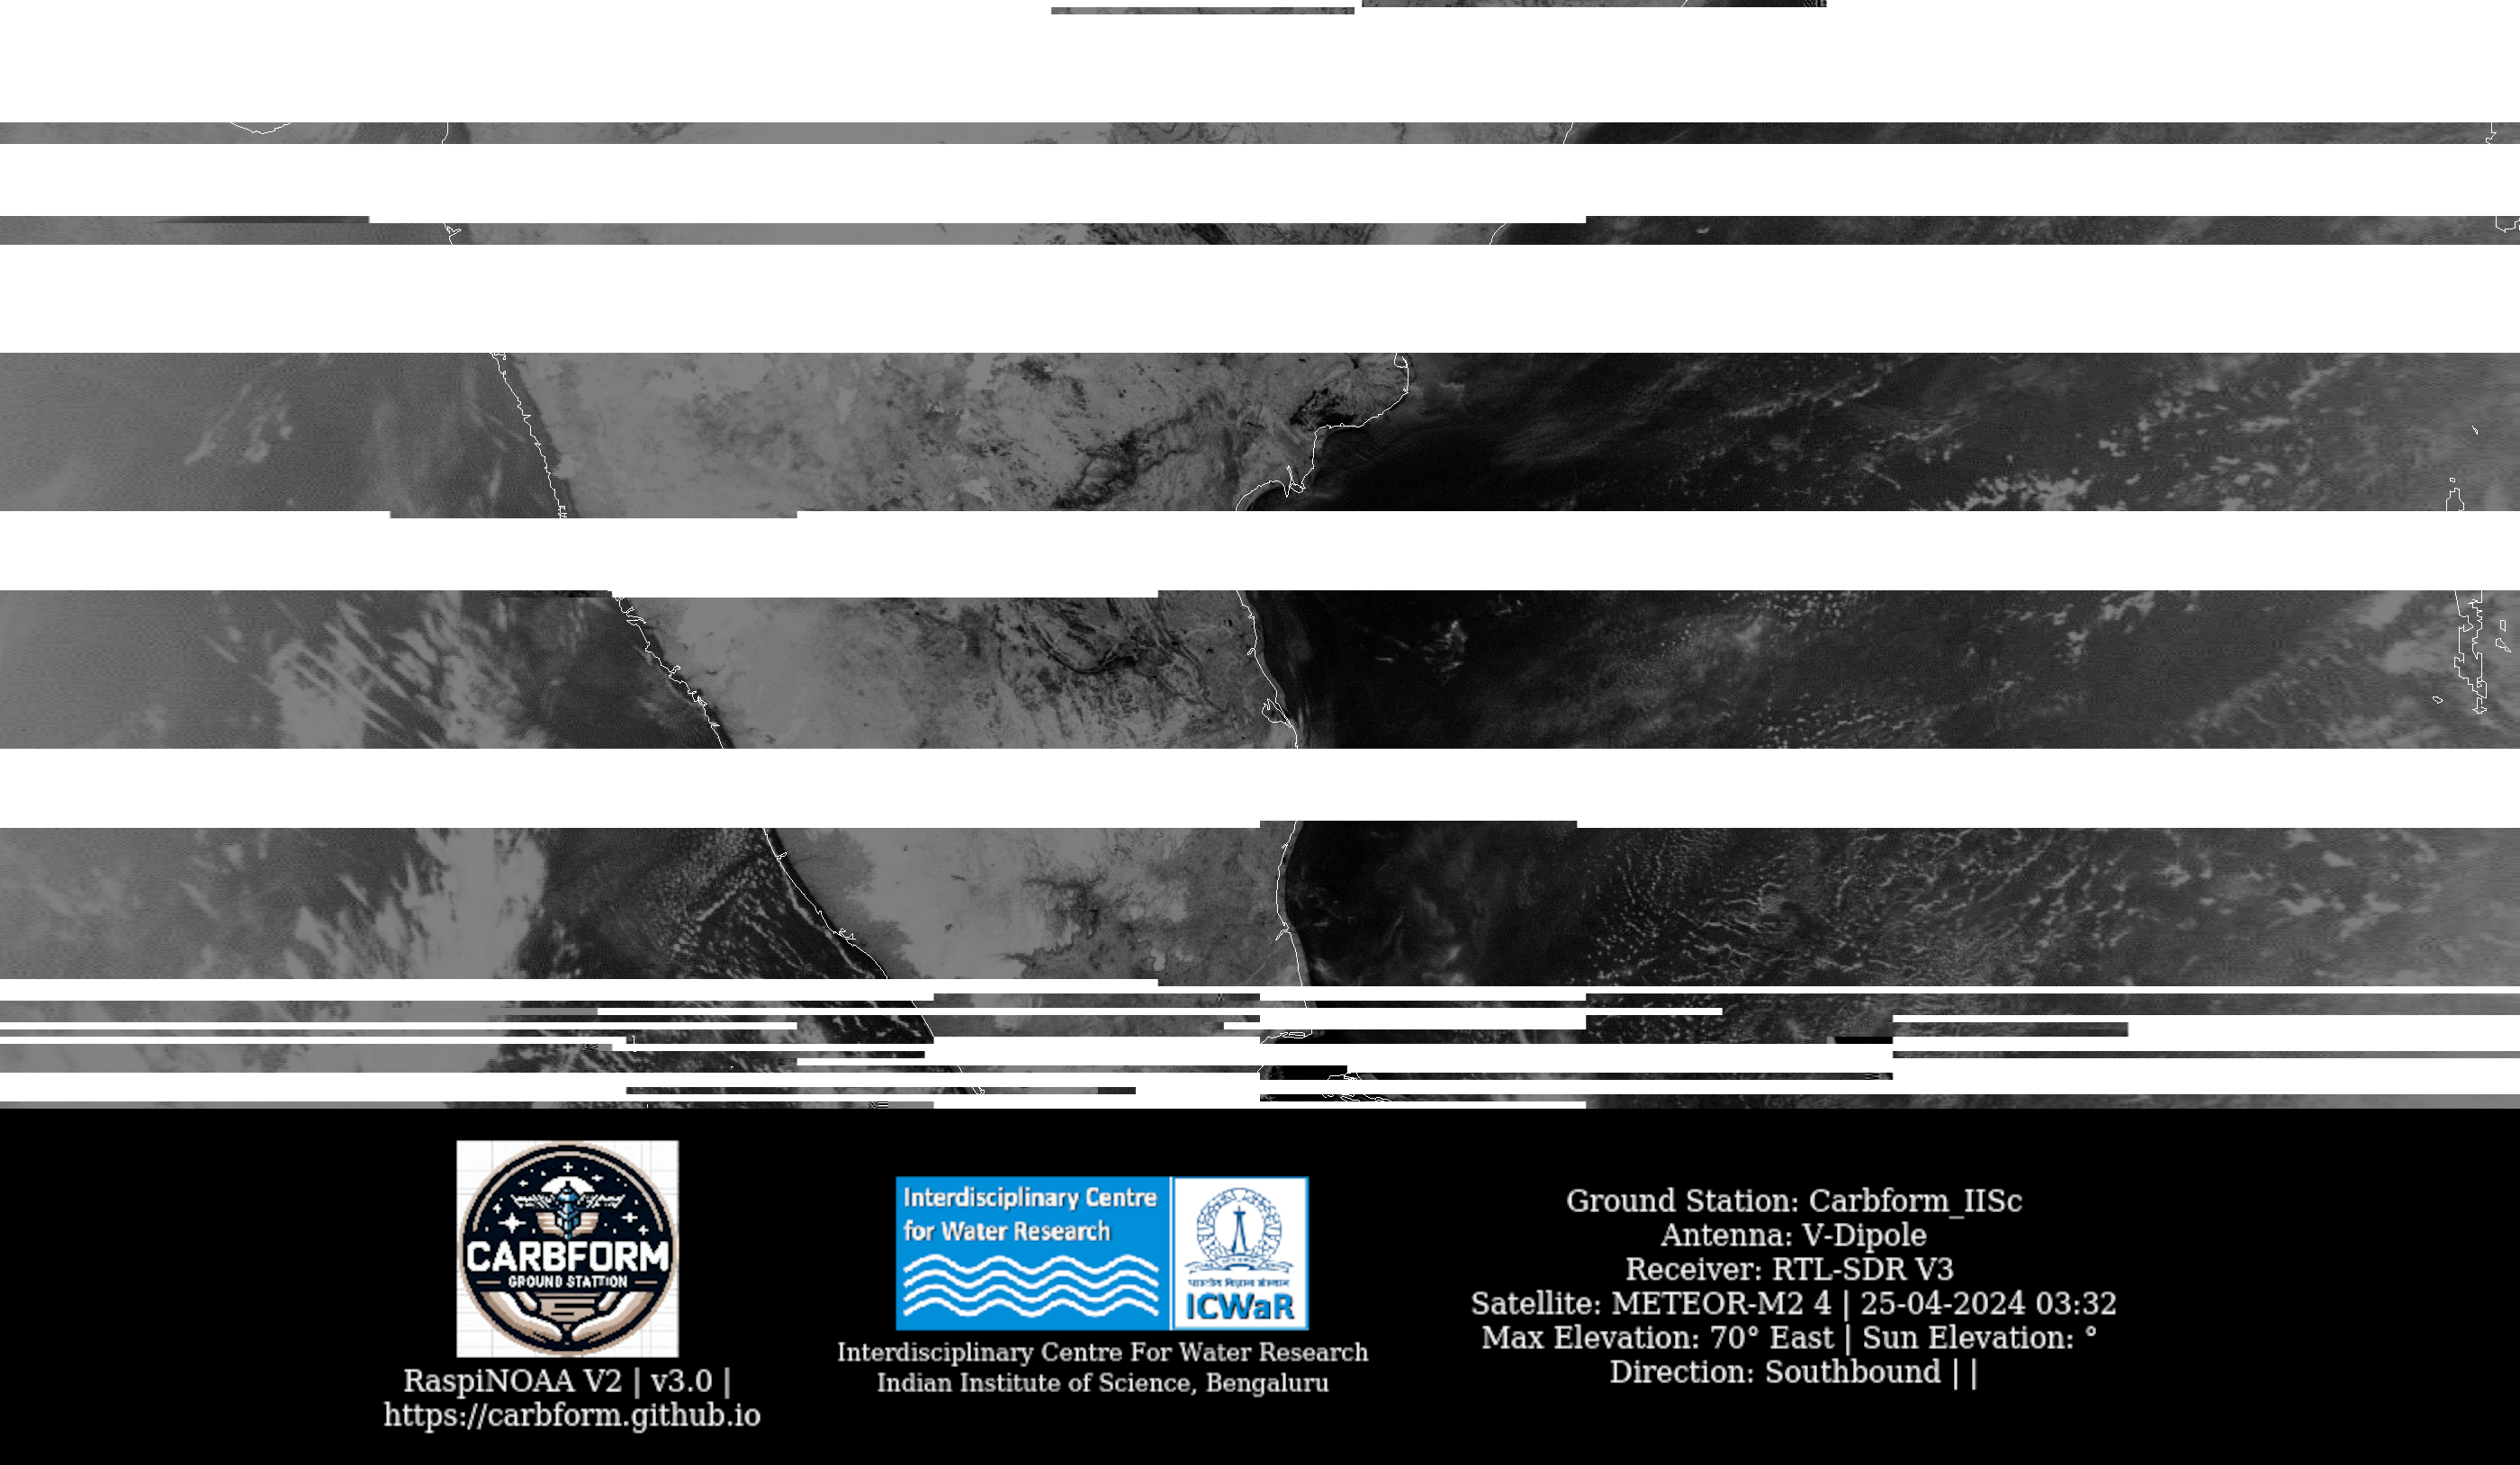 CARBFORM
GROUND STATTION
RaspiNOAA V2 | v3.0 |
https://carbform.github.io
Interdisciplinary Centre
for Water Research
ICWaR
Interdisciplinary Centre For Water Research
Indian Institute of Science, Bengaluru
Ground Station: Carbform_IISc
Antenna: V-Dipole
Receiver: RTL-SDR V3
Satellite: METEOR-M2 4 | 25-04-2024 03:32
Max Elevation: 70° East | Sun Elevation: °
Direction: Southbound | |